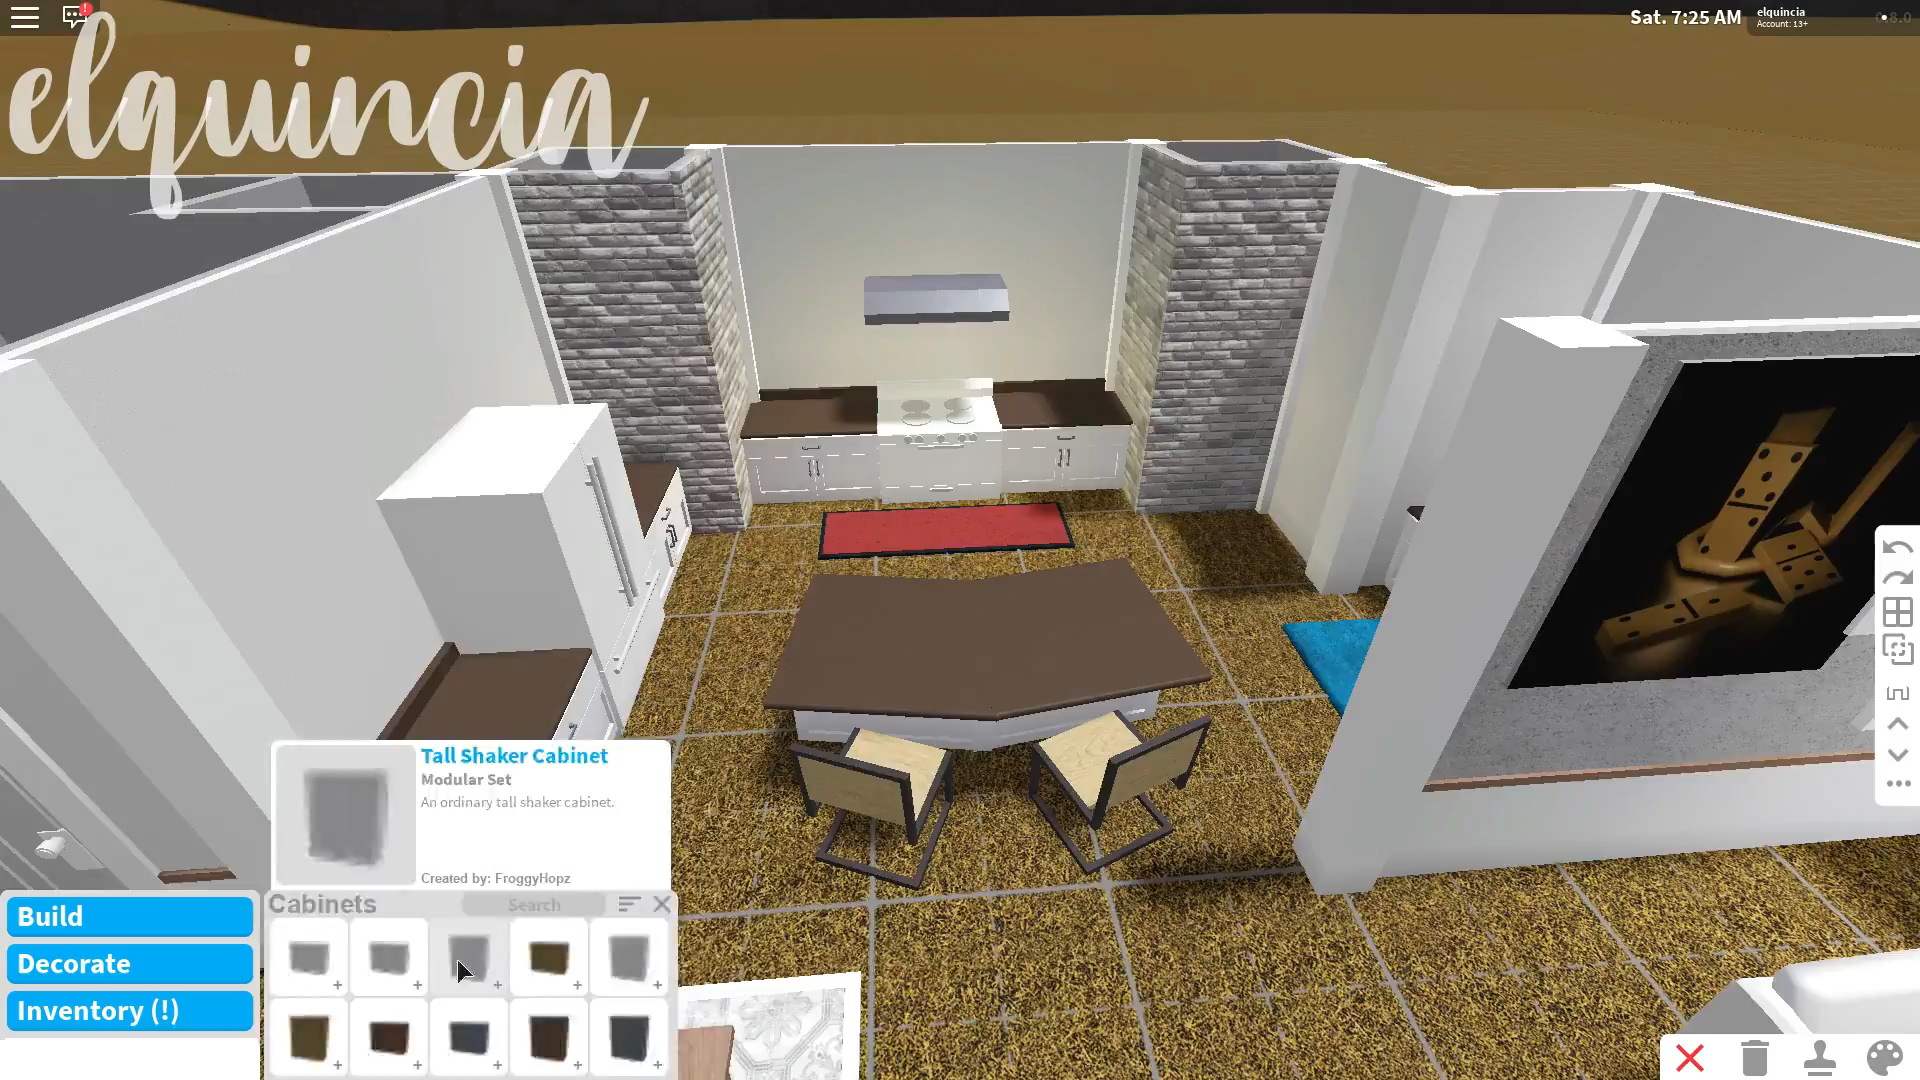 Sat. 7:25 AM
elquincia
Account: 13+
elquincia
Tall Shaker Cabinet
Modular Set
An ordinary tall shaker cabinet.
Created by: FroggyHopz
Cabinets
Search
Build
Decorate
Inventory (!)